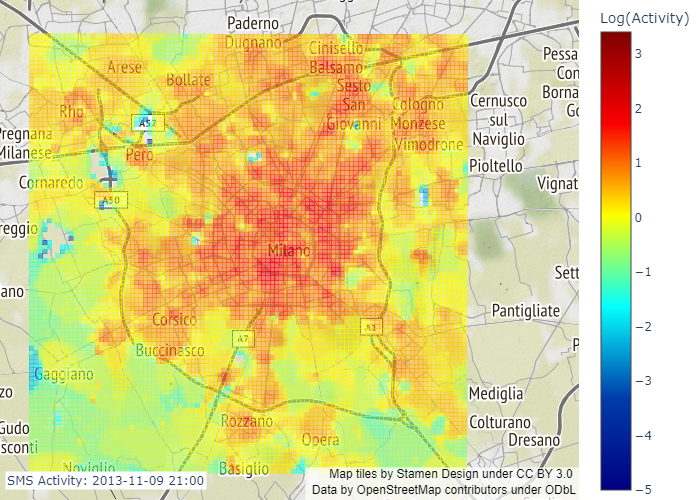 Paderno
Dugnano
Cinisello
Balsamo
Arese
Bollate
Sesto
San
Giovanni
Rho
A52
Pero
Cologno
Monzese
Vimodrone
Cernusco
sul
Naviglio
Pioltello
Pessa
Con
Borna
Go
Pregnana
Milanese
Cornaredo
A50
Vignat
reggio
Milano
Sett
ano
Corsico
Buccinasco
A7
A1
Pantigliate
P
Gaggiano
zo
Mediglia
Rozzano
Colturano
Dresano
Gudo
sconti
Opera
Noviglio
Basiglio
SMS Activity: 2013-11-09 21:00
Map tiles by Stamen Design under CC BY 3.0
Data by OpenStreetMap contributors under ODbL
Log(Activity)
3
2
1
0
−1
−2
−3
−4
−5